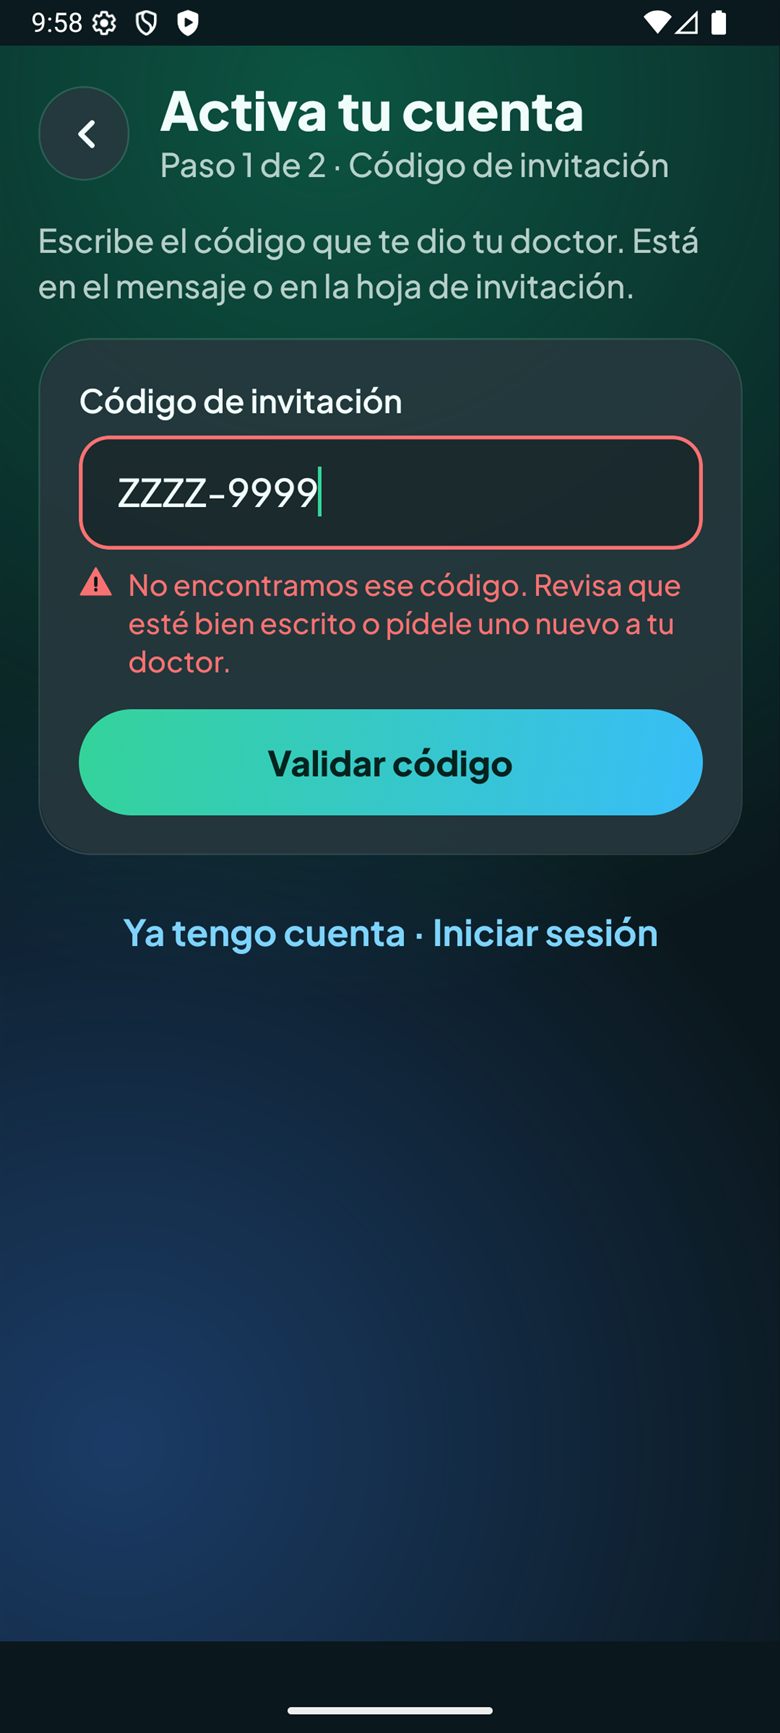 9:58
Activa tu cuenta
Paso 1 de 2 · Código de invitación
Escribe el código que te dio tu doctor. Está
en el mensaje o en la hoja de invitación.
Código de invitación
ZZZZ-9999
No encontramos ese código. Revisa que
esté bien escrito o pídele uno nuevo a tu
doctor.
Validar código
Ya tengo cuenta · Iniciar sesión